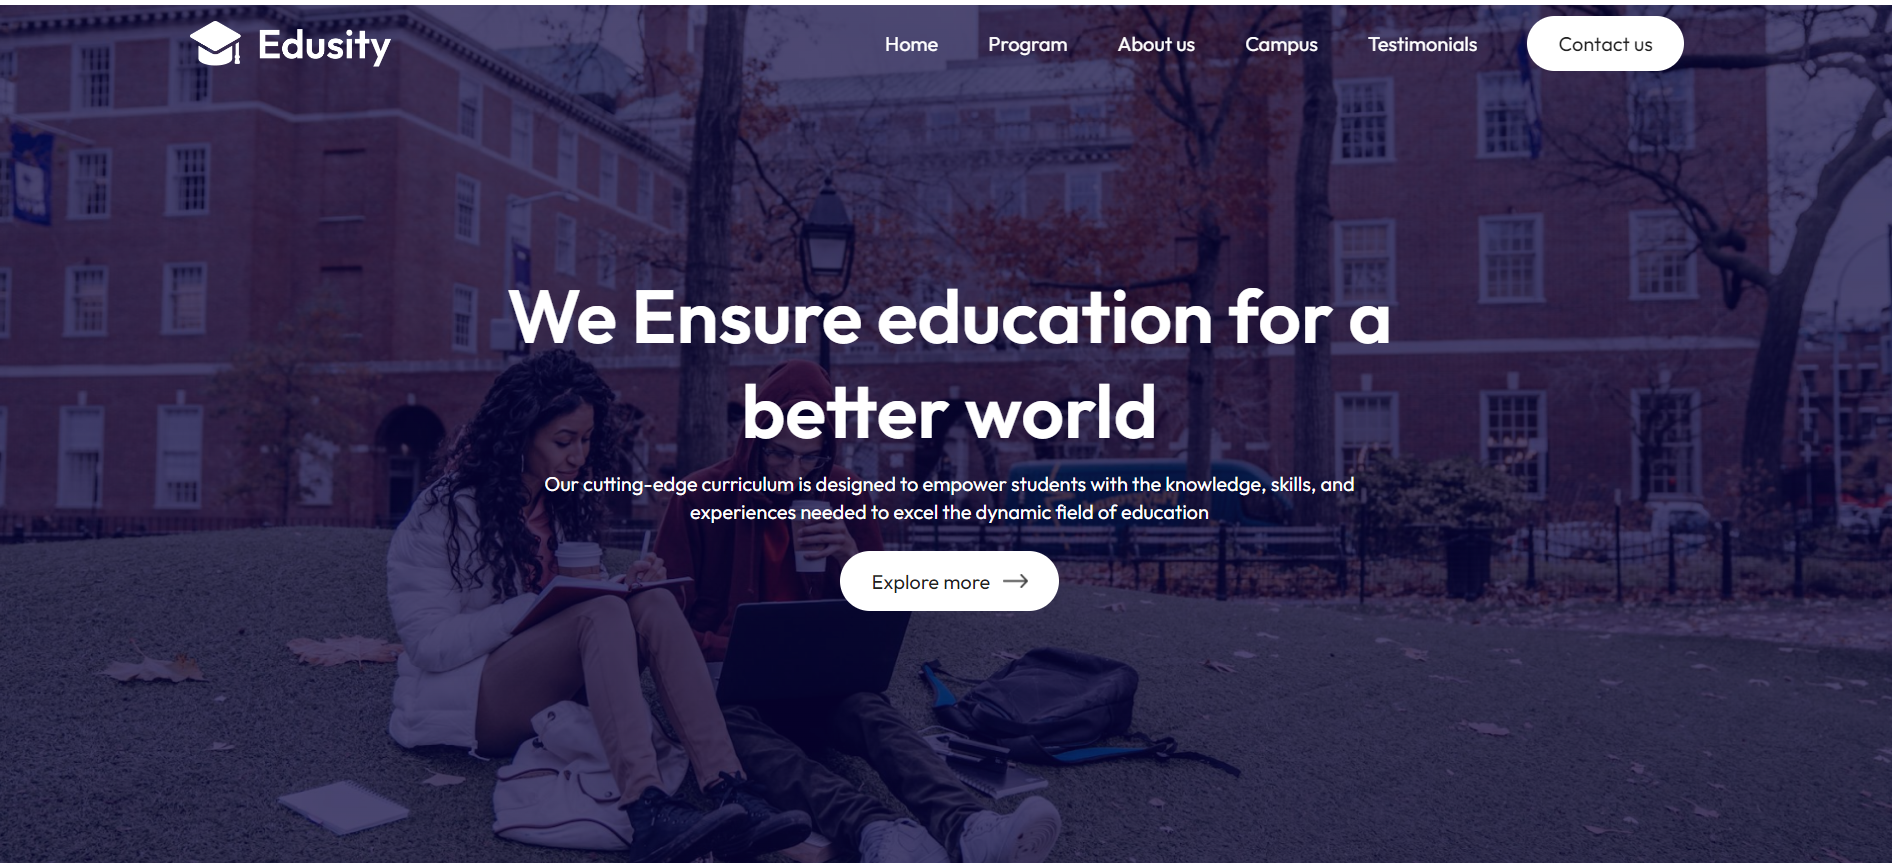 Edusity
Home Program About us Campus Testimonials Contact us
We Ensure education for a
better world
Our cutting-edge curriculum is designed to empower students with the knowledge, skills, and
experiences needed to excel the dynamic field of education
Explore more